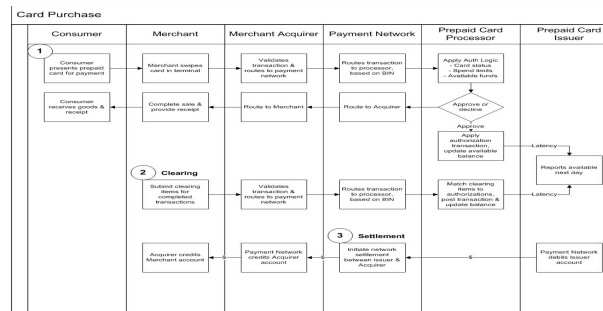 Card Purchase
Consumer
Merchant
Merchant Acquirer
Payment Network
Prepaid Card
Processor
Prepaid Card
Issuer
1
Consumer
presents prepaid
card for payment
Merchant swipes
card in terminal
Validates
transaction &
routes to payment
network
Routes transaction
to processor,
based on BIN
Apply Auth Logic
- Card status
- Spend limits
- Available funds
Consumer
receives goods &
receipt
Complete sale &
provide receipt
Route to Merchant
Route to Acquirer
Approve or
decline
Approve
Apply
authorization
transaction,
update available
balance
Latency
Reports available
next day
2
Clearing
Submit clearing
items for
completed
transactions
Validates
transaction &
routes to payment
network
Routes transaction
to processor,
based on BIN
Match clearing
items to
authorizations,
post transaction &
update balance
Latency
3
Settlement
Acquirer credits
Merchant account
$
Payment Network
credits Acquirer
account
$
Initiate network
settlement
between Issuer &
Acquirer
$
Payment Network
debits Issuer
account